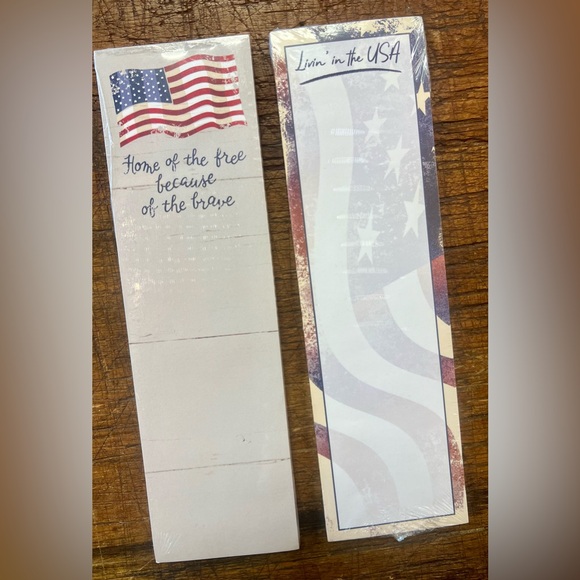 Home of the free
because
of the brave
Livin' in the USA